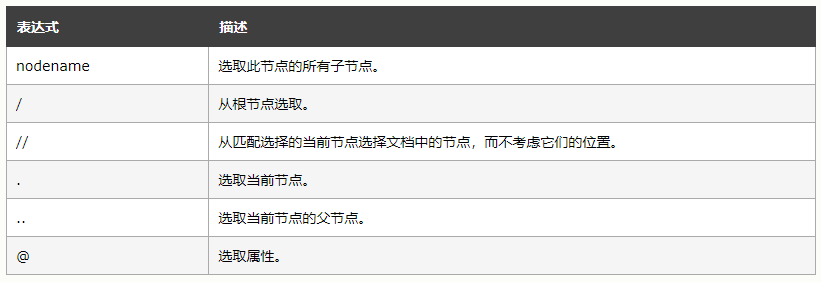 表达式 描述
nodename 选取此节点的所有子节点。
/ 从根节点选取。
// 从匹配选择的当前节点选择文档中的节点，而不考虑它们的位置。
. 选取当前节点。
.. 选取当前节点的父节点。
@ 选取属性。